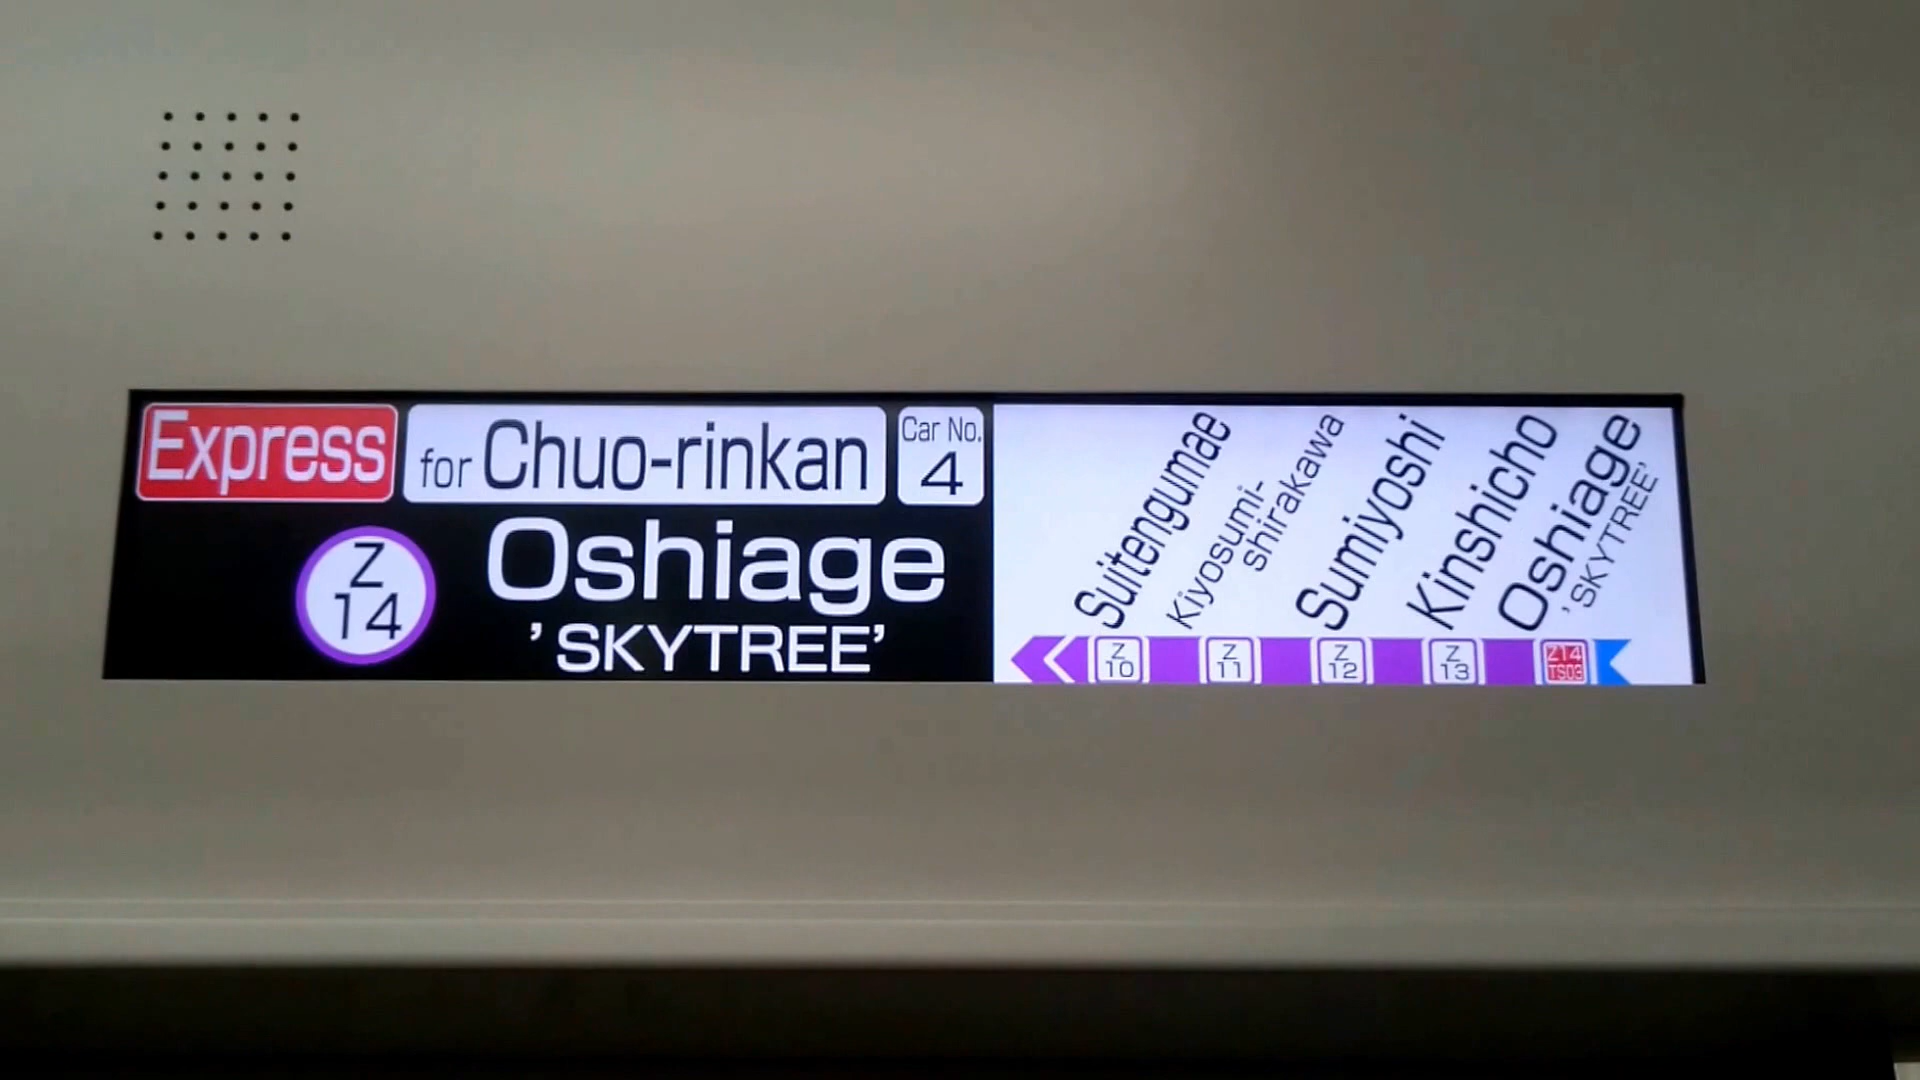 Express
for Chuo-rinkan
Car No.
4
Z
14
Oshiage
’SKYTREE’
Suitengumae
Kiyosumi-
shirakawa
Sumiyoshi
Kinshicho
Oshiage
’SKYTREE’
Z
10
Z
11
Z
12
Z
13
Z14
TS03